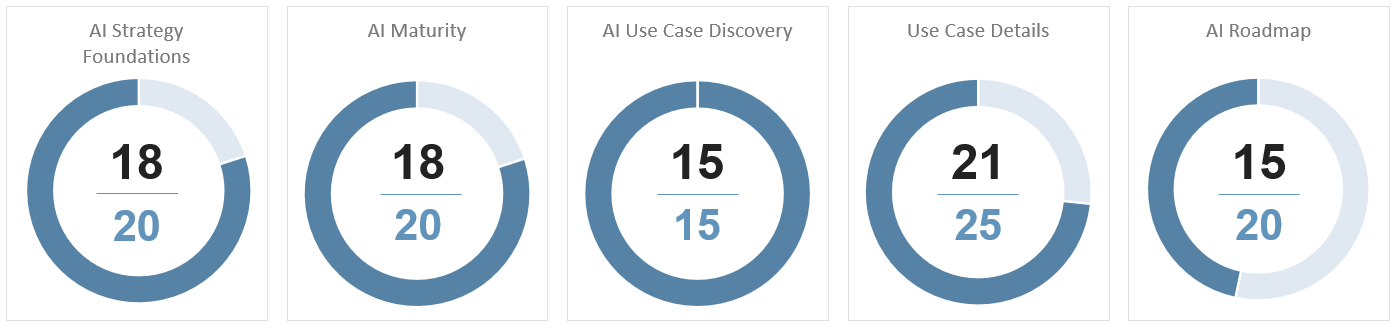 AI Strategy
Foundations
18
20
AI Maturity
18
20
AI Use Case Discovery
15
15
Use Case Details
21
25
AI Roadmap
15
20